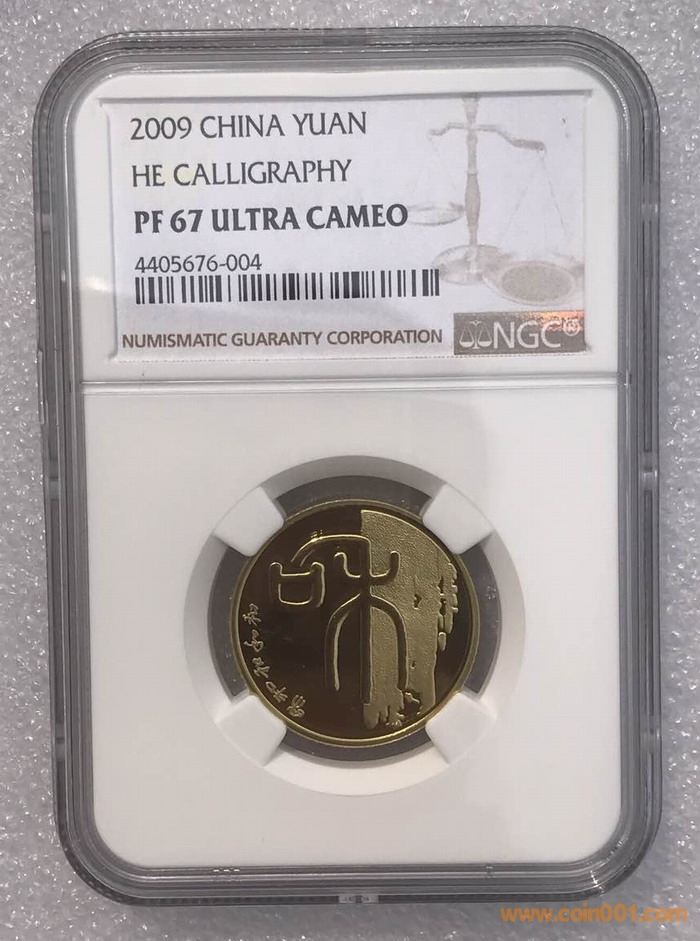 2009 CHINA YUAN
HE CALLIGRAPHY
PF 67 ULTRA CAMEO
4405676-004
NUMISMATIC GUARANTY CORPORATION
NGC®
www.coin001.com